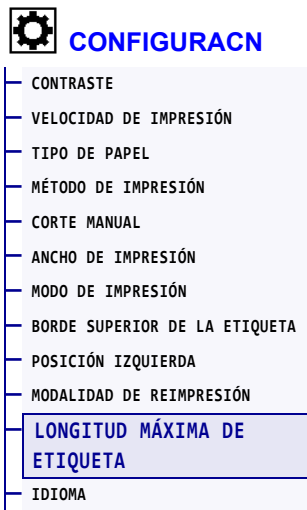 CONFIGURACN
CONTRASTE
VELOCIDAD DE IMPRESIÓN
TIPO DE PAPEL
MÉTODO DE IMPRESIÓN
CORTE MANUAL
ANCHO DE IMPRESIÓN
MODO DE IMPRESIÓN
BORDE SUPERIOR DE LA ETIQUETA
POSICIÓN IZQUIERDA
MODALIDAD DE REIMPRESIÓN
LONGITUD MÁXIMA DE
ETIQUETA
IDIOMA